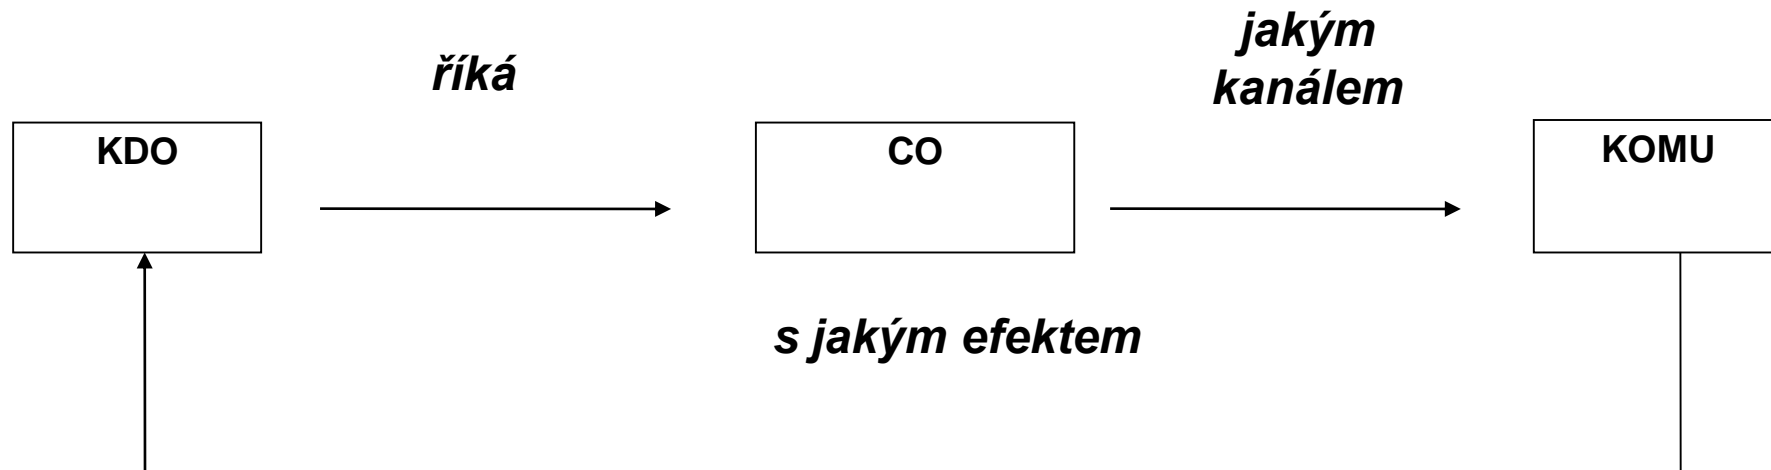 říká
jakým
kanálem
KDO
CO
KOMU
s jakým efektem